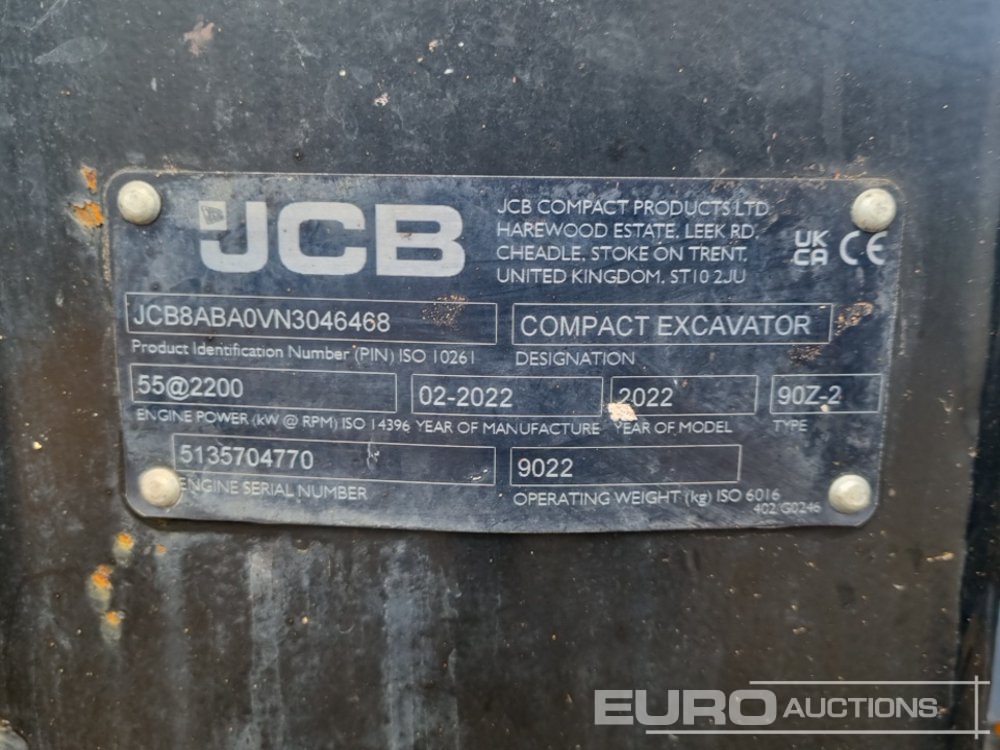 JCB
JCB COMPACT PRODUCTS LTD
HAREWOOD ESTATE, LEEK RD,
CHEADLE, STOKE ON TRENT,
UNITED KINGDOM, ST10 2JU
UK
CA CE
JCB8ABA0VN3046468
Product Identification Number (PIN) ISO 10261
COMPACT EXCAVATOR
DESIGNATION
55@2200
ENGINE POWER (kW @ RPM) ISO 14396
02-2022
YEAR OF MANUFACTURE
2022
YEAR OF MODEL
90Z-2
TYPE
5135704770
ENGINE SERIAL NUMBER
9022
OPERATING WEIGHT (kg) ISO 6016
402/G0246
EURO AUCTIONS